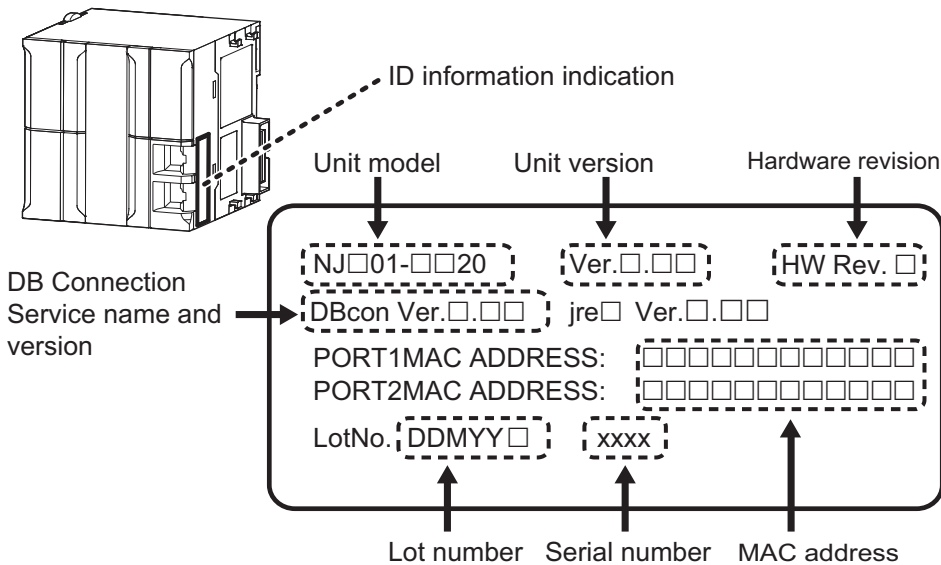 ID information indication
Unit model
Unit version
Hardware revision
NJ□01-□□20
Ver.□.□□
HW Rev. □
DB Connection
Service name and
version
DBcon Ver.□.□□
jre□ Ver.□.□□
PORT1MAC ADDRESS: □□□□□□□□□□□□
PORT2MAC ADDRESS: □□□□□□□□□□□□
LotNo. DDMYY□ xxxx
Lot number
Serial number
MAC address